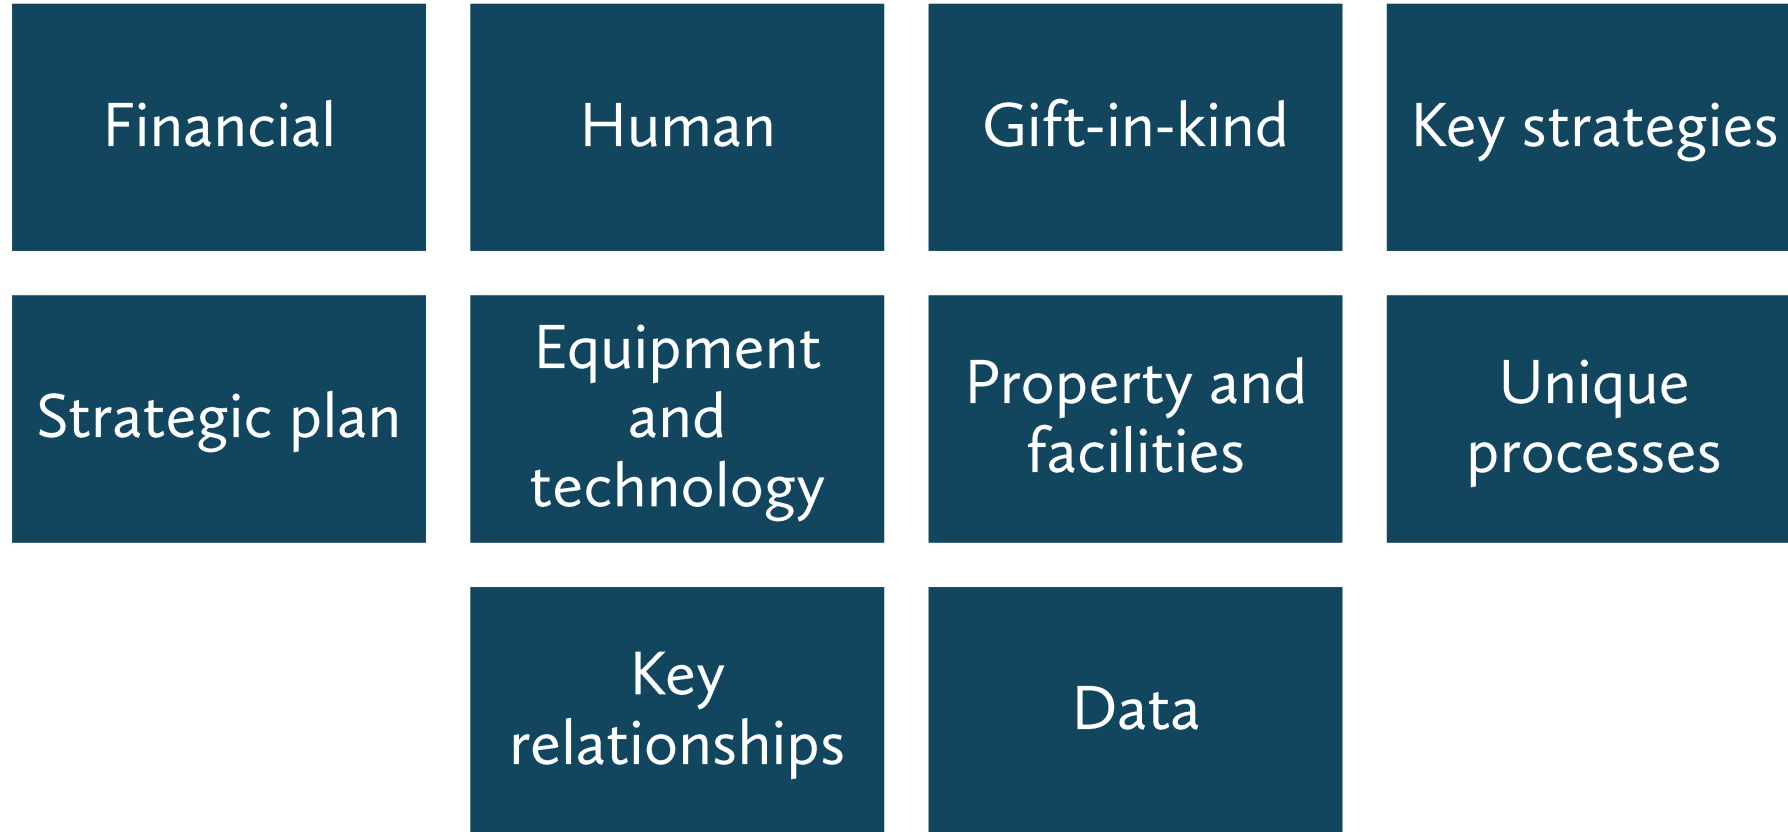 Financial
Human
Gift-in-kind
Key strategies
Strategic plan
Equipment
and
technology
Property and
facilities
Unique
processes
Key
relationships
Data